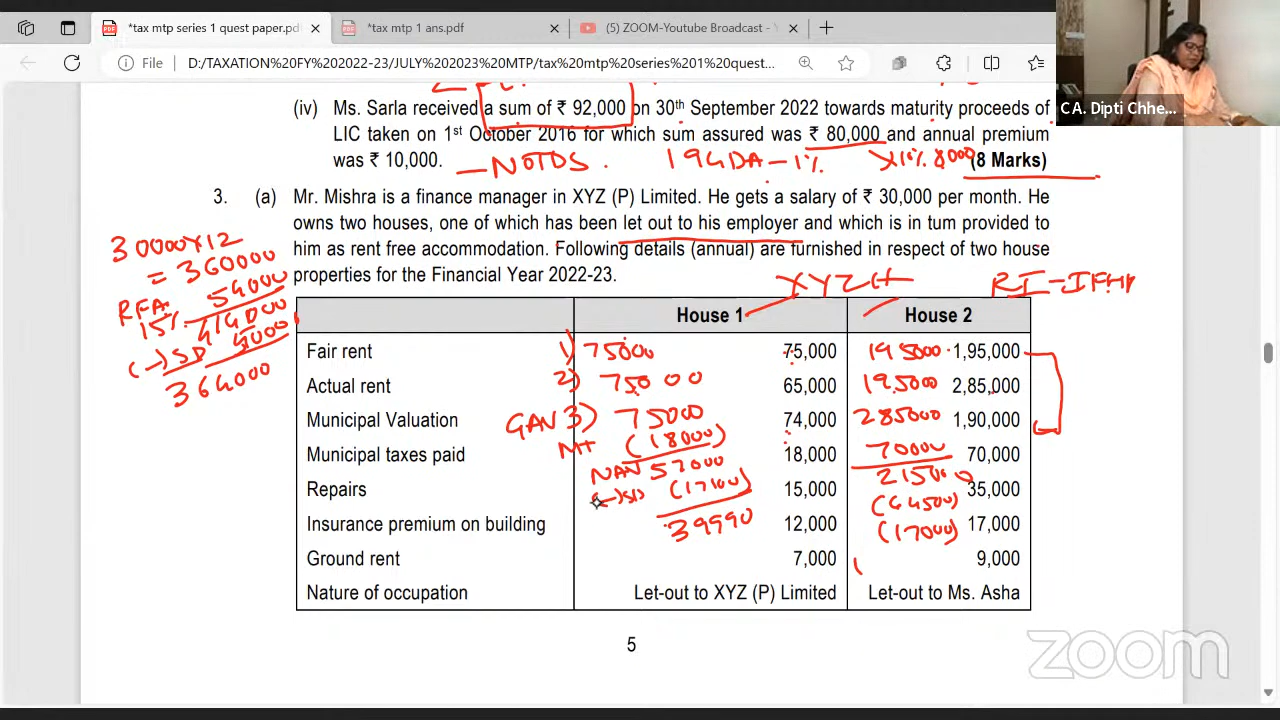 *tax mtp series 1 quest paper.pdf
*tax mtp 1 ans.pdf
(5) ZOOM-Youtube Broadcast - Y
File
D:/TAXATION%20FY%202022-23/JULY%202023%20MTP/tax%20mtp%20series%201%20quest...
C A. Dipti Chhe...
(iv) Ms. Sarla received a sum of ₹ 92,000 on 30th September 2022 towards maturity proceeds of
LIC taken on 1st October 2016 for which sum assured was ₹ 80,000 and annual premium
was ₹ 10,000. — NOTDS. 194DA – 1% X10% 8000 (8 Marks)
3. (a) Mr. Mishra is a finance manager in XYZ (P) Limited. He gets a salary of ₹ 30,000 per month. He
owns two houses, one of which has been let out to his employer and which is in tum provided to
him as rent free accommodation. Following details (annual) are furnished in respect of two house
properties for the Financial Year 2022-23.
30000X12
= 360000
RFA 54000
15% 414000
(-) SD
364000
XYZ
House 1 House 2
Fair rent 1) 75000 75,000 195000 1,95,000
Actual rent 2) 75000 65,000 195000 2,85,000
Municipal Valuation GAV 3) 75000 74,000 285000 1,90,000
Municipal taxes paid MT (18000) 18,000 70000 70,000
NAV 57000 215000
Repairs (-) SD (17100) 15,000 (64500) 35,000
Insurance premium on building 39990 12,000 (17000) 17,000
Ground rent 7,000 ( 9,000
Nature of occupation Let-out to XYZ (P) Limited Let-out to Ms. Asha
5
zoom